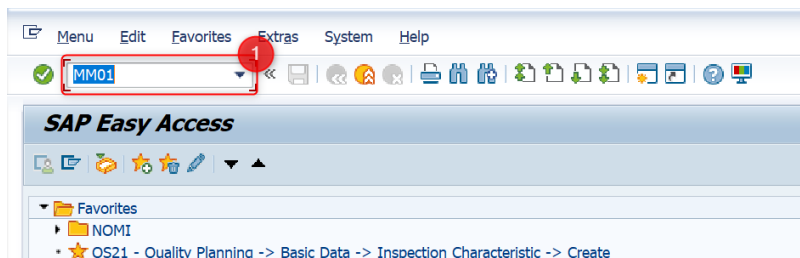 Menu Edit Favorites Extras System Help
1
MM01
SAP Easy Access
Favorites
NOMI
OS21 - Quality Planning -> Basic Data -> Inspection Characteristic -> Create